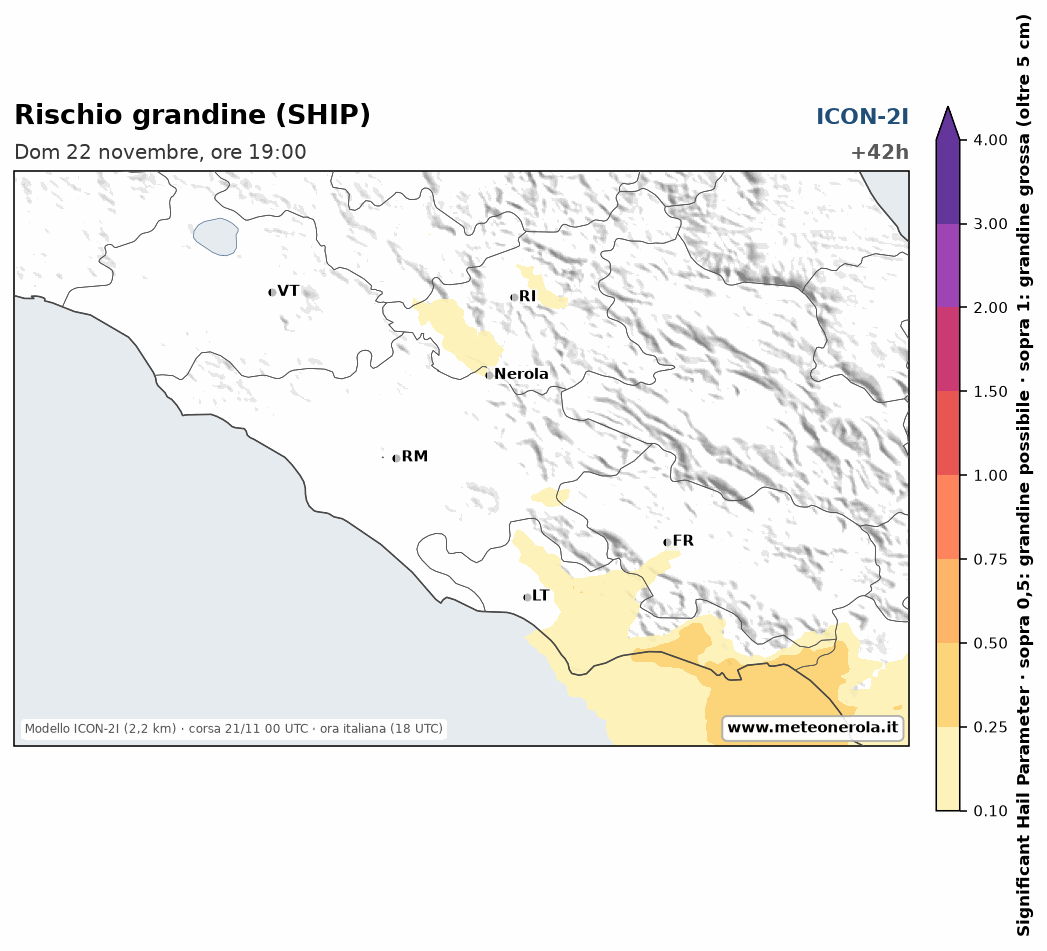 Rischio grandine (SHIP)
ICON-2I
Dom 22 novembre, ore 19:00
+42h
VT
RI
Nerola
RM
FR
LT
Modello ICON-2I (2,2 km) · corsa 21/11 00 UTC · ora italiana (18 UTC)
www.meteonerola.it
4.00
3.00
2.00
1.50
1.00
0.75
0.50
0.25
0.10
Significant Hail Parameter · sopra 0,5: grandine possibile · sopra 1: grandine grossa (oltre 5 cm)